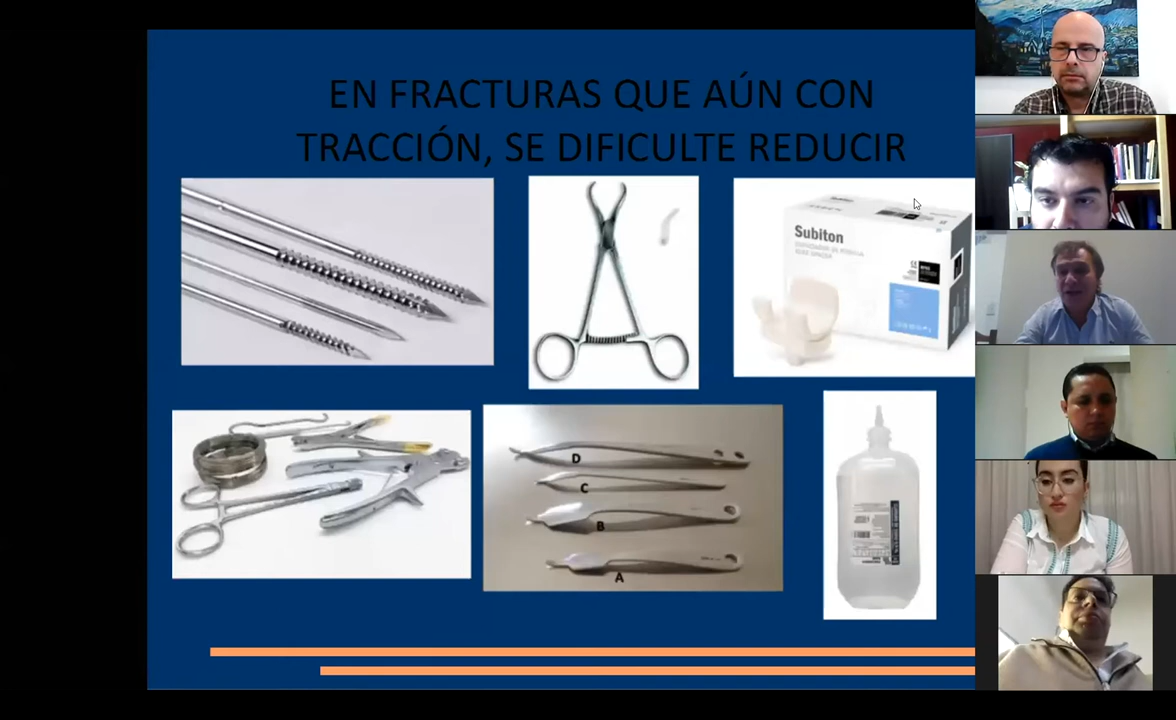 EN FRACTURAS QUE AÚN CON
TRACCIÓN, SE DIFICULTE REDUCIR
Subiton
D
C
B
A